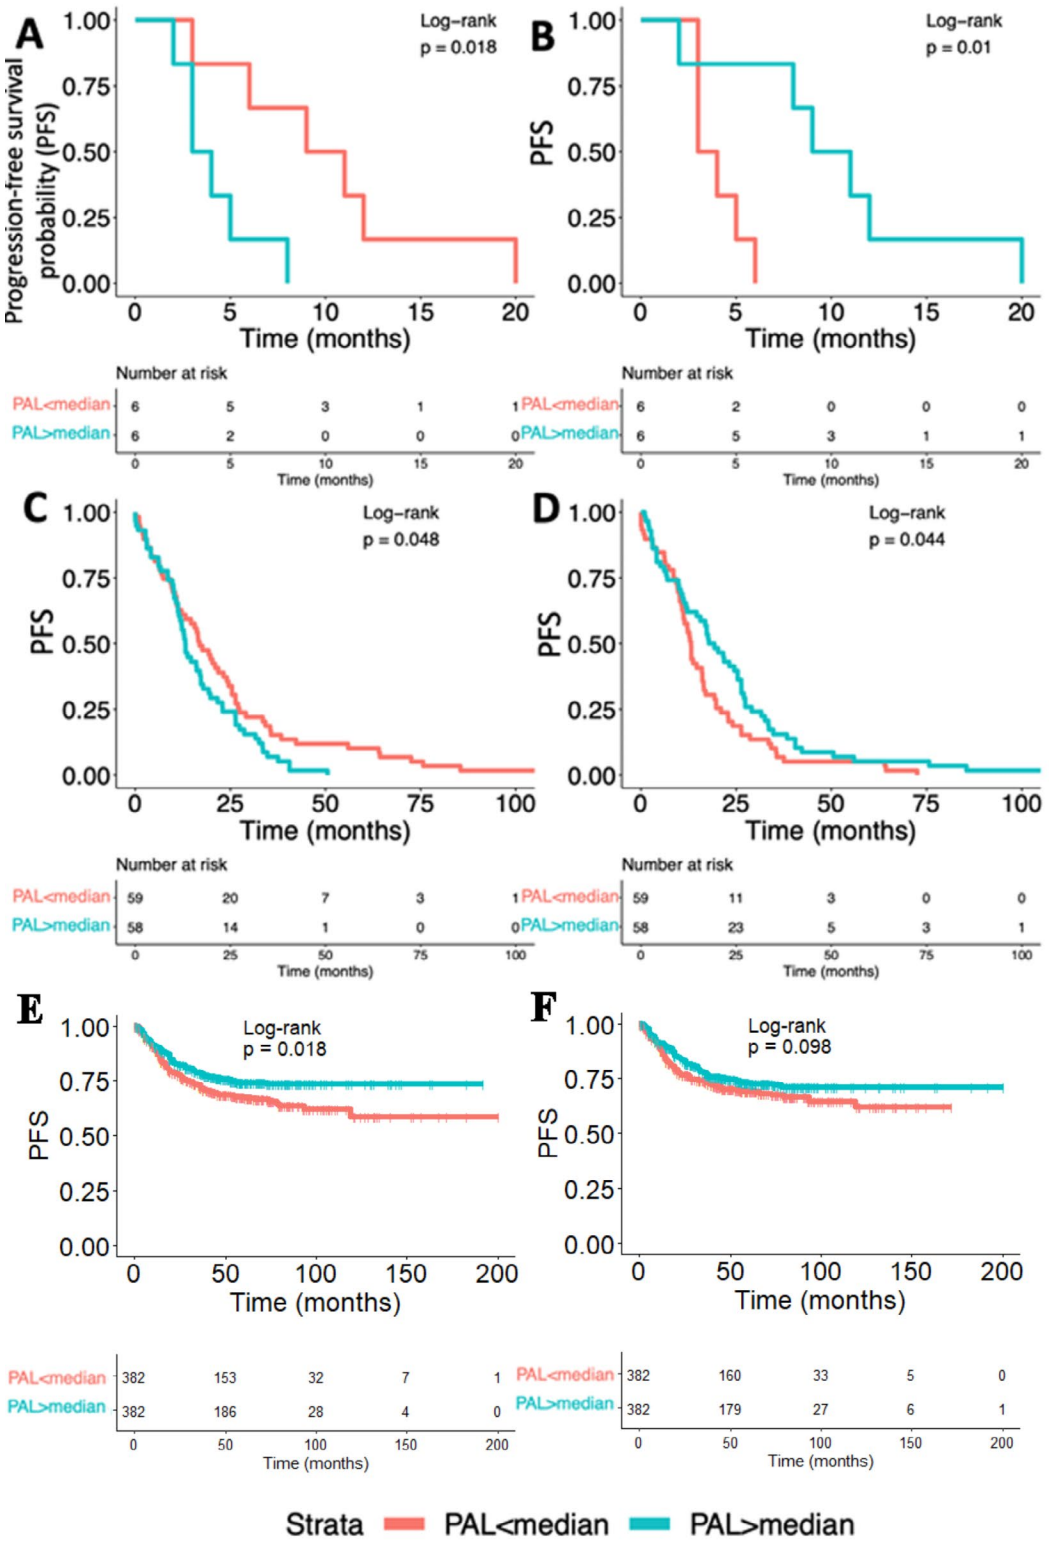 A
Progression-free survival
probability (PFS)
1.00
0.75
0.50
0.25
0.00
Log-rank
p = 0.018
0 5 10 15 20
Time (months)
Number at risk
PAL<median 6 5 3 1 1
PAL>median 6 2 0 0 0
0 5 10 15 20
Time (months)
B
PFS
1.00
0.75
0.50
0.25
0.00
Log-rank
p = 0.01
0 5 10 15 20
Time (months)
Number at risk
PAL<median 6 2 0 0 0
PAL>median 6 5 3 1 1
0 5 10 15 20
Time (months)
C
PFS
1.00
0.75
0.50
0.25
0.00
Log-rank
p = 0.048
0 25 50 75 100
Time (months)
Number at risk
PAL<median 59 20 7 3 1
PAL>median 58 14 1 0 0
0 25 50 75 100
Time (months)
D
PFS
1.00
0.75
0.50
0.25
0.00
Log-rank
p = 0.044
0 25 50 75 100
Time (months)
Number at risk
PAL<median 59 11 3 0 0
PAL>median 58 23 5 3 1
0 25 50 75 100
Time (months)
E
PFS
1.00
0.75
0.50
0.25
0.00
Log-rank
p = 0.018
0 50 100 150 200
Time (months)
PAL<median 382 153 32 7 1
PAL>median 382 186 28 4 0
0 50 100 150 200
Time (months)
F
PFS
1.00
0.75
0.50
0.25
0.00
Log-rank
p = 0.098
0 50 100 150 200
Time (months)
PAL<median 382 160 33 5 0
PAL>median 382 179 27 6 1
0 50 100 150 200
Time (months)
Strata PAL<median PAL>median